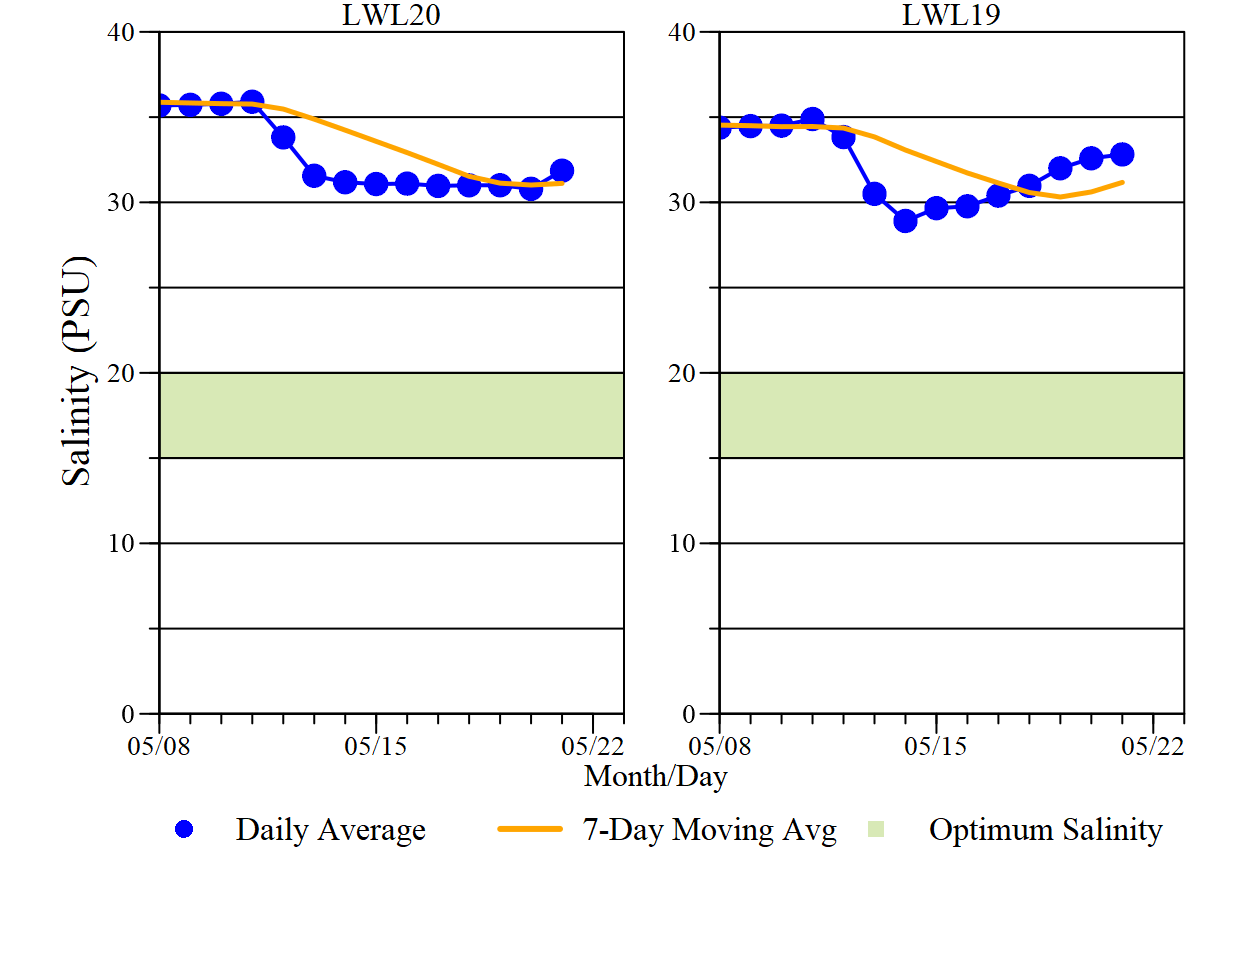 LWL20 LWL19
40 40
30 30
20 20
10 10
0 0
Salinity (PSU)
05/08 05/15 05/22 05/08 05/15 05/22
Month/Day
Daily Average 7-Day Moving Avg Optimum Salinity